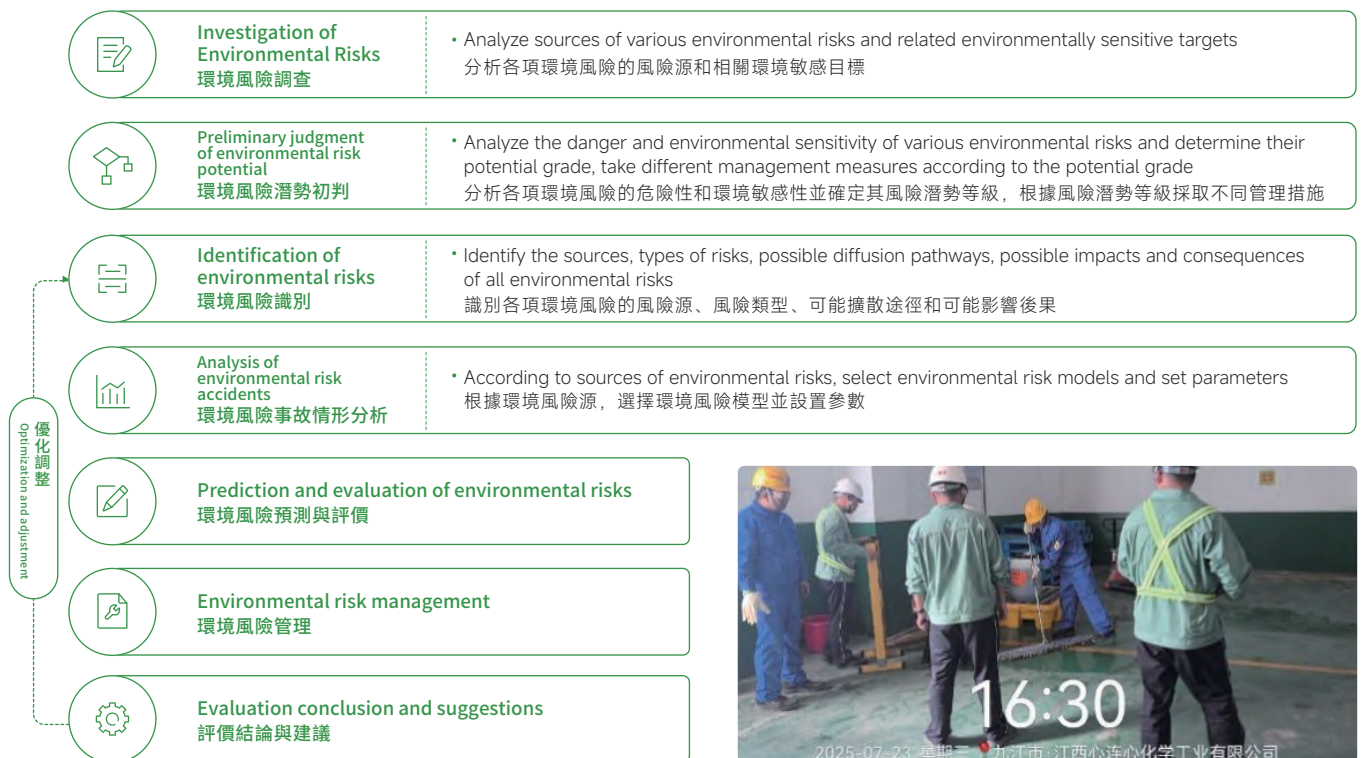 Investigation of
Environmental Risks
環境風險調查
• Analyze sources of various environmental risks and related environmentally sensitive targets
分析各項環境風險的風險源和相關環境敏感目標
Preliminary judgment
of environmental risk
potential
環境風險潛勢初判
• Analyze the danger and environmental sensitivity of various environmental risks and determine their
potential grade, take different management measures according to the potential grade
分析各項環境風險的危險性和環境敏感性並確定其風險潛勢等級，根據風險潛勢等級採取不同管理措施
Identification of
environmental risks
環境風險識別
• Identify the sources, types of risks, possible diffusion pathways, possible impacts and consequences
of all environmental risks
識別各項環境風險的風險源、風險類型、可能擴散途徑和可能影響後果
Analysis of
environmental risk
accidents
環境風險事故情形分析
• According to sources of environmental risks, select environmental risk models and set parameters
根據環境風險源，選擇環境風險模型並設置參數
優化調整
Optimization and adjustment
Prediction and evaluation of environmental risks
環境風險預測與評價
Environmental risk management
環境風險管理
Evaluation conclusion and suggestions
評價結論與建議
16:30
2025-07-23 星期三 九江市·江西心连心化学工业有限公司